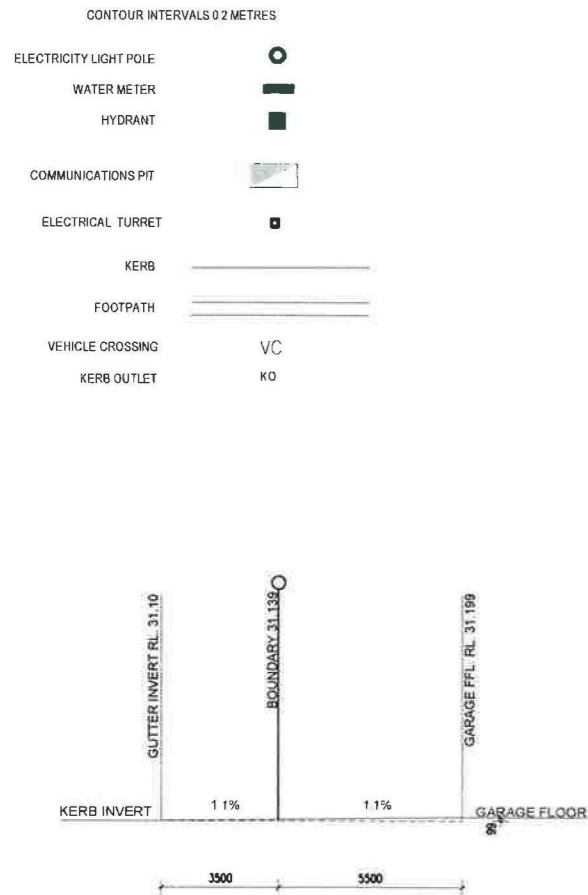 CONTOUR INTERVALS 0.2 METRES
ELECTRICITY LIGHT POLE
WATER METER
HYDRANT
COMMUNICATIONS PIT
ELECTRICAL TURRET
KERB
FOOTPATH
VEHICLE CROSSING VC
KERB OUTLET KO
GUTTER INVERT RL. 31.10
BOUNDARY 31.139
GARAGE FFL. RL. 31.199
KERB INVERT 1.1% 1.1% GARAGE FLOOR
99
3500 5500